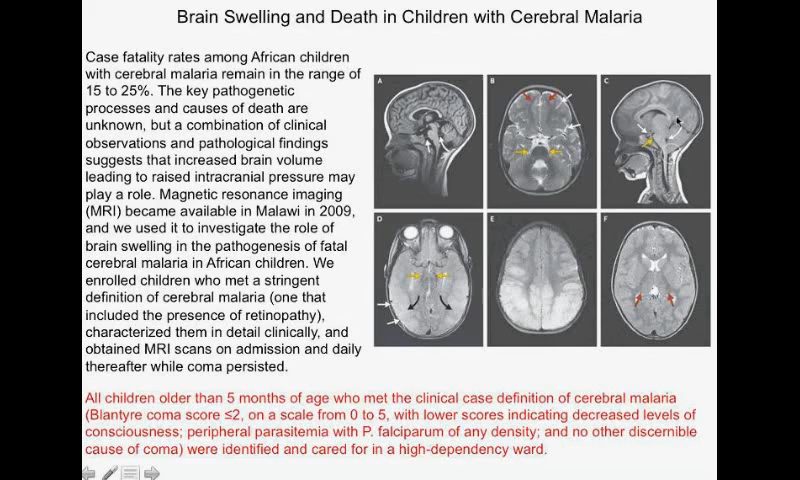 Brain Swelling and Death in Children with Cerebral Malaria
Case fatality rates among African children
with cerebral malaria remain in the range of
15 to 25%. The key pathogenetic
processes and causes of death are
unknown, but a combination of clinical
observations and pathological findings
suggests that increased brain volume
leading to raised intracranial pressure may
play a role. Magnetic resonance imaging
(MRI) became available in Malawi in 2009,
and we used it to investigate the role of
brain swelling in the pathogenesis of fatal
cerebral malaria in African children. We
enrolled children who met a stringent
definition of cerebral malaria (one that
included the presence of retinopathy),
characterized them in detail clinically, and
obtained MRI scans on admission and daily
thereafter while coma persisted.
A
B
C
D
E
F
All children older than 5 months of age who met the clinical case definition of cerebral malaria
(Blantyre coma score ≤2, on a scale from 0 to 5, with lower scores indicating decreased levels of
consciousness; peripheral parasitemia with P. falciparum of any density; and no other discernible
cause of coma) were identified and cared for in a high-dependency ward.